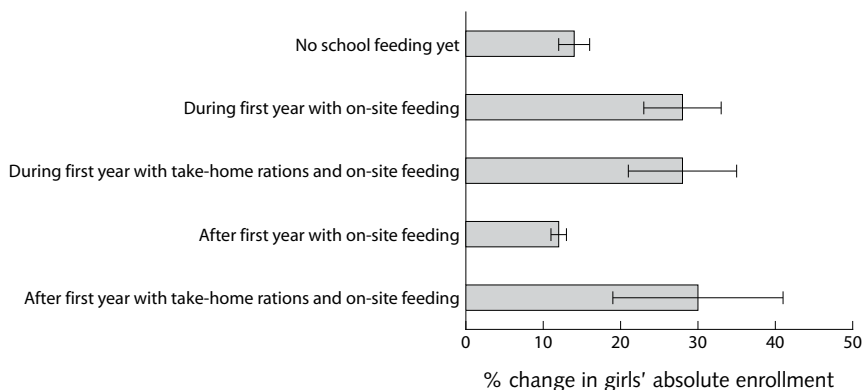 No school feeding yet
During first year with on-site feeding
During first year with take-home rations and on-site feeding
After first year with on-site feeding
After first year with take-home rations and on-site feeding
0 10 20 30 40 50
% change in girls’ absolute enrollment